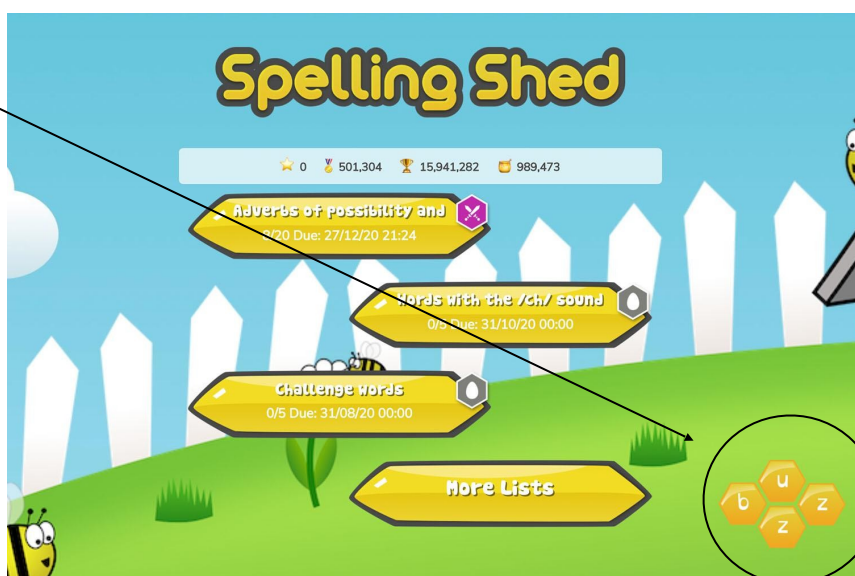 Spelling Shed
0 501,304 15,941,282 989,473
Adverbs of possibility and
0/20 Due: 27/12/20 21:24
Words with the /ch/ sound
0/5 Due: 31/10/20 00:00
Challenge words
0/5 Due: 31/08/20 00:00
More Lists
b u z z